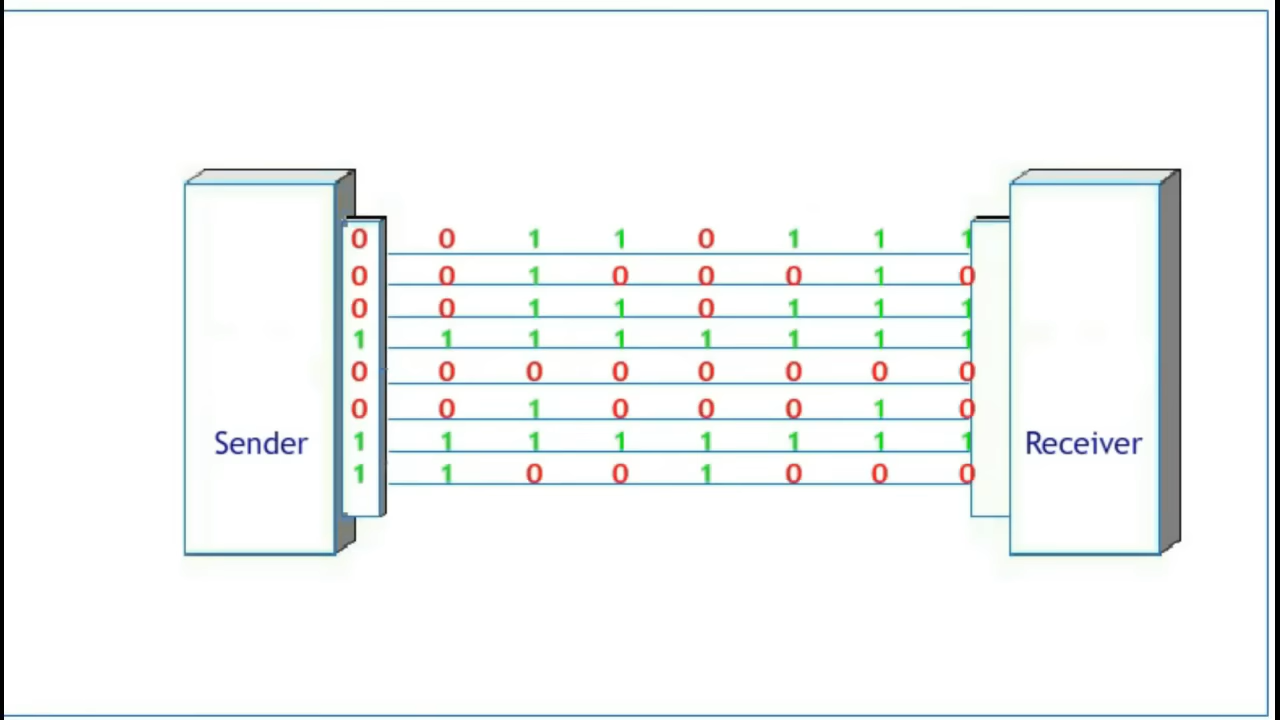 0 0 1 1 0 1 1 1
0 0 1 0 0 0 1 0
0 0 1 1 0 1 1 1
1 1 1 1 1 1 1 1
0 0 0 0 0 0 0 0
0 0 1 0 0 0 1 0
Sender 1 1 1 1 1 1 1 1 Receiver
1 1 0 0 1 0 0 0